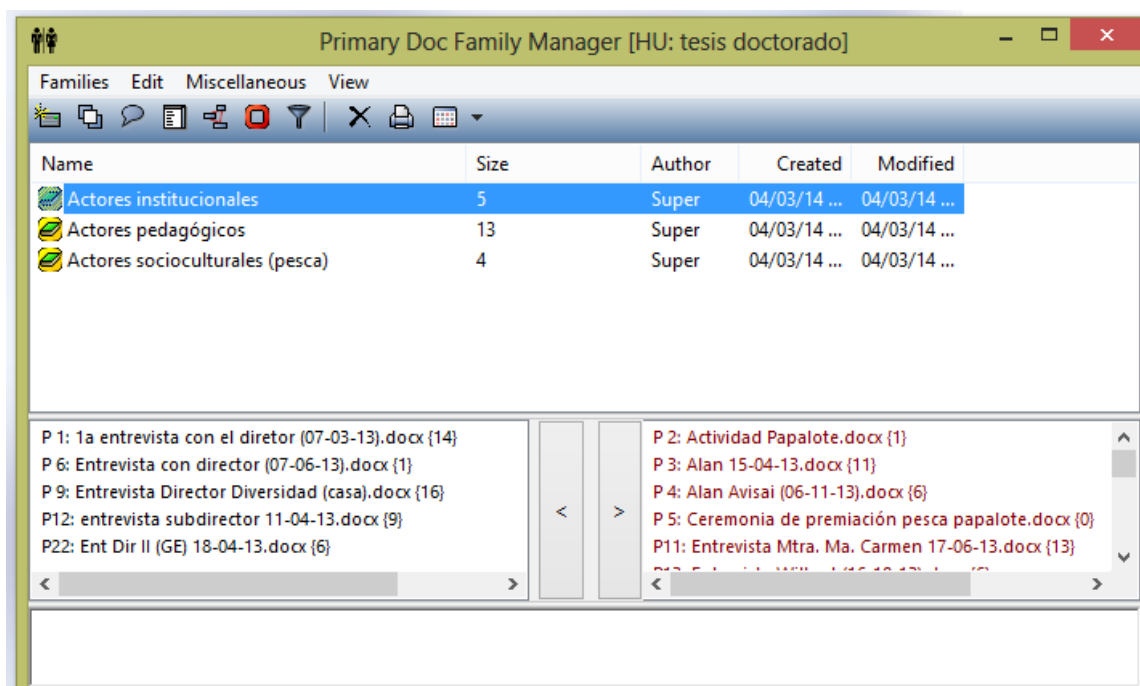 Primary Doc Family Manager [HU: tesis doctorado]
Families Edit Miscellaneous View
Name Size Author Created Modified
Actores institucionales 5 Super 04/03/14 ... 04/03/14 ...
Actores pedagógicos 13 Super 04/03/14 ... 04/03/14 ...
Actores socioculturales (pesca) 4 Super 04/03/14 ... 04/03/14 ...
P 1: 1a entrevista con el diretor (07-03-13).docx {14}
P 6: Entrevista con director (07-06-13).docx {1}
P 9: Entrevista Director Diversidad (casa).docx {16}
P12: entrevista subdirector 11-04-13.docx {9}
P22: Ent Dir II (GE) 18-04-13.docx {6}
< >
P 2: Actividad Papalote.docx {1}
P 3: Alan 15-04-13.docx {11}
P 4: Alan Avisai (06-11-13).docx {6}
P 5: Ceremonia de premiación pesca papalote.docx {0}
P11: Entrevista Mtra. Ma. Carmen 17-06-13.docx {13}